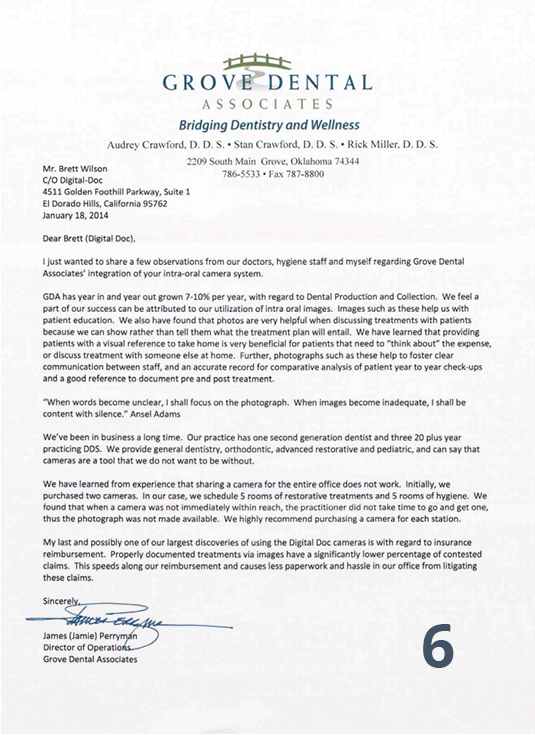 GROVE DENTAL
ASSOCIATES
Bridging Dentistry and Wellness
Audrey Crawford, D. D. S. • Stan Crawford, D. D. S. • Rick Miller, D. D. S.
2209 South Main Grove, Oklahoma 74344
786-5533 • Fax 787-8800
Mr. Brett Wilson
C/O Digital-Doc
4511 Golden Foothill Parkway, Suite 1
El Dorado Hills, California 95762
January 18, 2014
Dear Brett (Digital Doc),
I just wanted to share a few observations from our doctors, hygiene staff and myself regarding Grove Dental
Associates' integration of your intra-oral camera system.
GDA has year in and year out grown 7-10% per year, with regard to Dental Production and Collection. We feel a
part of our success can be attributed to our utilization of intra oral images. Images such as these help us with
patient education. We also have found that photos are very helpful when discussing treatments with patients
because we can show rather than tell them what the treatment plan will entail. We have learned that providing
patients with a visual reference to take home is very beneficial for patients that need to "think about" the expense,
or discuss treatment with someone else at home. Further, photographs such as these help to foster clear
communication between staff, and an accurate record for comparative analysis of patient year to year check-ups
and a good reference to document pre and post treatment.
"When words become unclear, I shall focus on the photograph. When images become inadequate, I shall be
content with silence." Ansel Adams
We've been in business a long time. Our practice has one second generation dentist and three 20 plus year
practicing DDS. We provide general dentistry, orthodontic, advanced restorative and pediatric, and can say that
cameras are a tool that we do not want to be without.
We have learned from experience that sharing a camera for the entire office does not work. Initially, we
purchased two cameras. In our case, we schedule 5 rooms of restorative treatments and 5 rooms of hygiene. We
found that when a camera was not immediately within reach, the practitioner did not take time to go and get one,
thus the photograph was not made available. We highly recommend purchasing a camera for each station.
My last and possibly one of our largest discoveries of using the Digital Doc cameras is with regard to insurance
reimbursement. Properly documented treatments via images have a significantly lower percentage of contested
claims. This speeds along our reimbursement and causes less paperwork and hassle in our office from litigating
these claims.
Sincerely,
James (Jamie) Perryman
Director of Operations
Grove Dental Associates
6